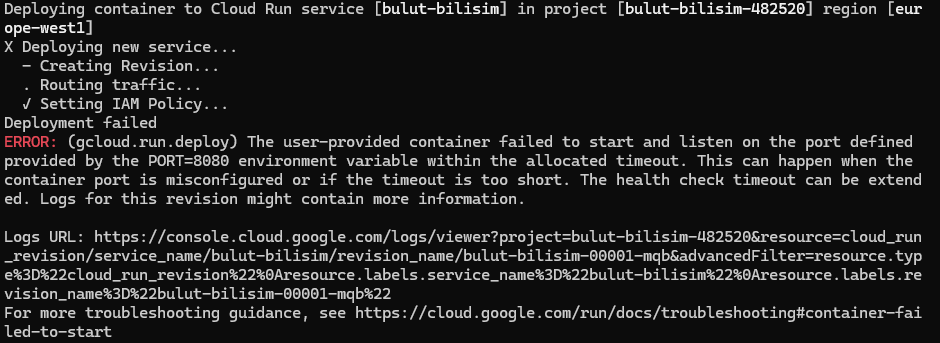 Deploying container to Cloud Run service [bulut-bilisim] in project [bulut-bilisim-482520] region [eur
ope-west1]
X Deploying new service...
  - Creating Revision...
  . Routing traffic...
  ✓ Setting IAM Policy...
Deployment failed
ERROR: (gcloud.run.deploy) The user-provided container failed to start and listen on the port defined
provided by the PORT=8080 environment variable within the allocated timeout. This can happen when the
container port is misconfigured or if the timeout is too short. The health check timeout can be extend
ed. Logs for this revision might contain more information.

Logs URL: https://console.cloud.google.com/logs/viewer?project=bulut-bilisim-482520&resource=cloud_run
_revision/service_name/bulut-bilisim/revision_name/bulut-bilisim-00001-mqb&advancedFilter=resource.typ
e%3D%22cloud_run_revision%22%0Aresource.labels.service_name%3D%22bulut-bilisim%22%0Aresource.labels.re
vision_name%3D%22bulut-bilisim-00001-mqb%22
For more troubleshooting guidance, see https://cloud.google.com/run/docs/troubleshooting#container-fai
led-to-start